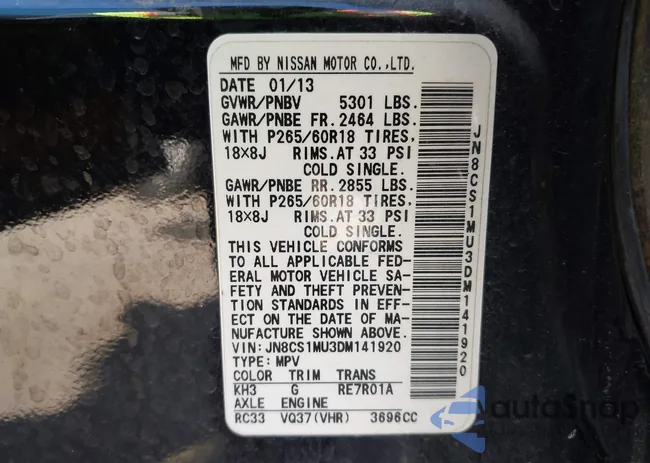 MFD BY NISSAN MOTOR CO.,LTD.
DATE 01/13
GVWR/PNBV 5301 LBS.
GAWR/PNBE FR. 2464 LBS.
WITH P265/60R18 TIRES,
18x8J RIMS. AT 33 PSI
COLD SINGLE.
GAWR/PNBE RR. 2855 LBS.
WITH P265/60R18 TIRES,
18x8J RIMS. AT 33 PSI
COLD SINGLE.
THIS VEHICLE CONFORMS
TO ALL APPLICABLE FED-
ERAL MOTOR VEHICLE SA-
FETY AND THEFT PREVEN-
TION STANDARDS IN EFF-
ECT ON THE DATE OF MA-
NUFACTURE SHOWN ABOVE.
VIN: JN8CS1MU3DM141920
TYPE: MPV
COLOR TRIM TRANS
KH3 G RE7R01A
AXLE ENGINE
RC33 VQ37(VHR) 3696CC
JN8CS1MU3DM141920
autoSnap